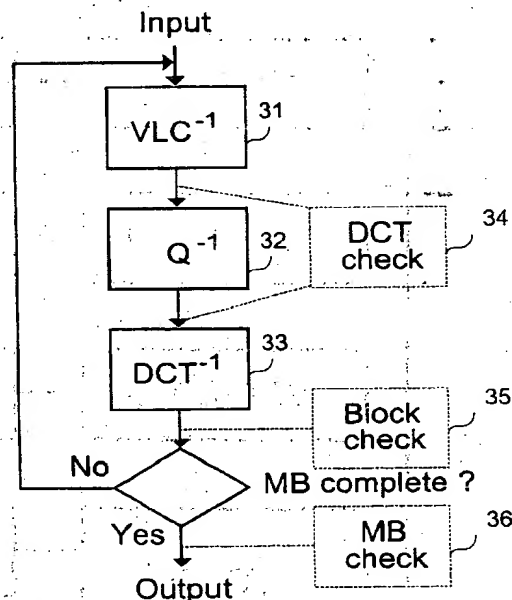 Input
VLC-1
31
Q-1
32
DCT
check
34
DCT-1
33
Block
check
35
No
MB complete ?
Yes
MB
check
36
Output